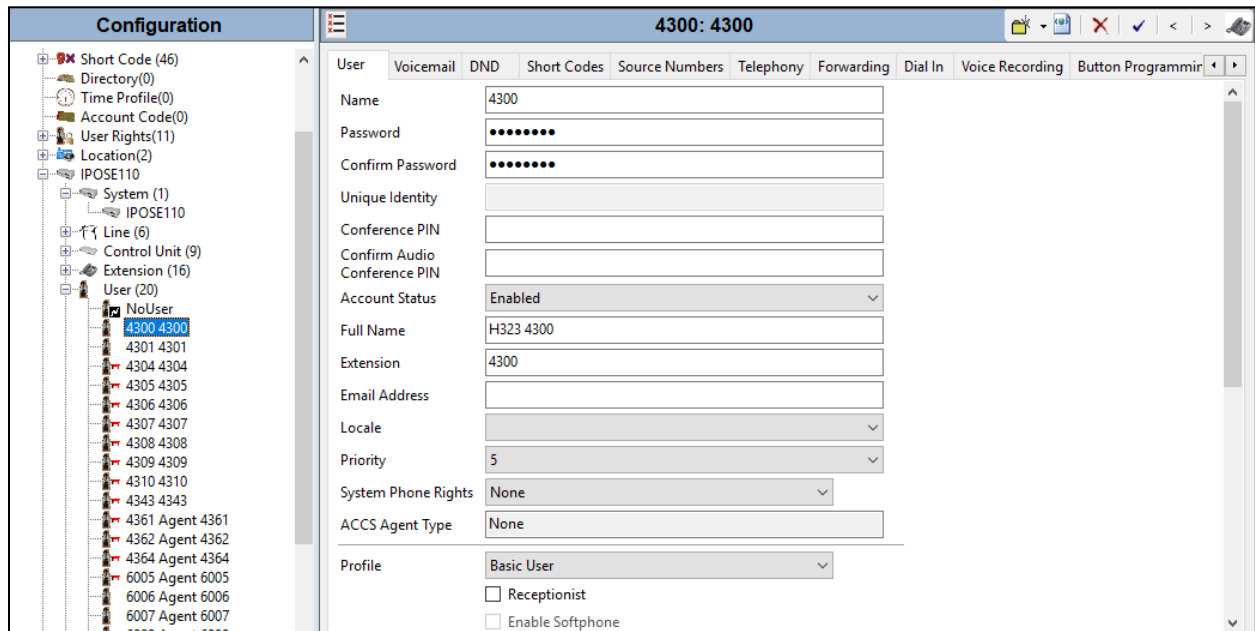 Configuration
Short Code (46)
Directory(0)
Time Profile(0)
Account Code(0)
User Rights(11)
Location(2)
IPOSE110
System (1)
IPOSE110
Line (6)
Control Unit (9)
Extension (16)
User (20)
NoUser
4300 4300
4301 4301
4304 4304
4305 4305
4306 4306
4307 4307
4308 4308
4309 4309
4310 4310
4343 4343
4361 Agent 4361
4362 Agent 4362
4364 Agent 4364
6005 Agent 6005
6006 Agent 6006
6007 Agent 6007
4300: 4300
User Voicemail DND Short Codes Source Numbers Telephony Forwarding Dial In Voice Recording Button Programmin
Name 4300
Password ••••••••
Confirm Password ••••••••
Unique Identity
Conference PIN
Confirm Audio
Conference PIN
Account Status Enabled
Full Name H323 4300
Extension 4300
Email Address
Locale
Priority 5
System Phone Rights None
ACCS Agent Type None
Profile Basic User
Receptionist
Enable Softphone